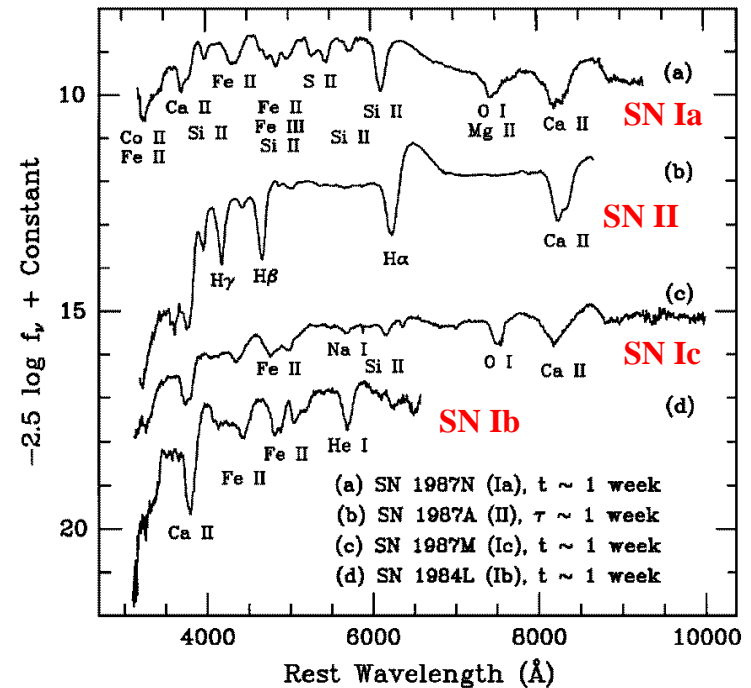 −2.5 log fν + Constant
10
15
20
Co II
Fe II
Ca II
Si II
Fe II
Fe II
Fe III
Si II
S II
Si II
Si II
O I
Mg II
Ca II
(a)
SN Ia
(b)
SN II
Hγ
Hβ
Hα
Ca II
(c)
SN Ic
Fe II
Na I
Si II
O I
Ca II
(d)
SN Ib
Ca II
Fe II
Fe II
He I
(a) SN 1987N (Ia), t ~ 1 week
(b) SN 1987A (II), τ ~ 1 week
(c) SN 1987M (Ic), t ~ 1 week
(d) SN 1984L (Ib), t ~ 1 week
4000
6000
8000
10000
Rest Wavelength (Å)